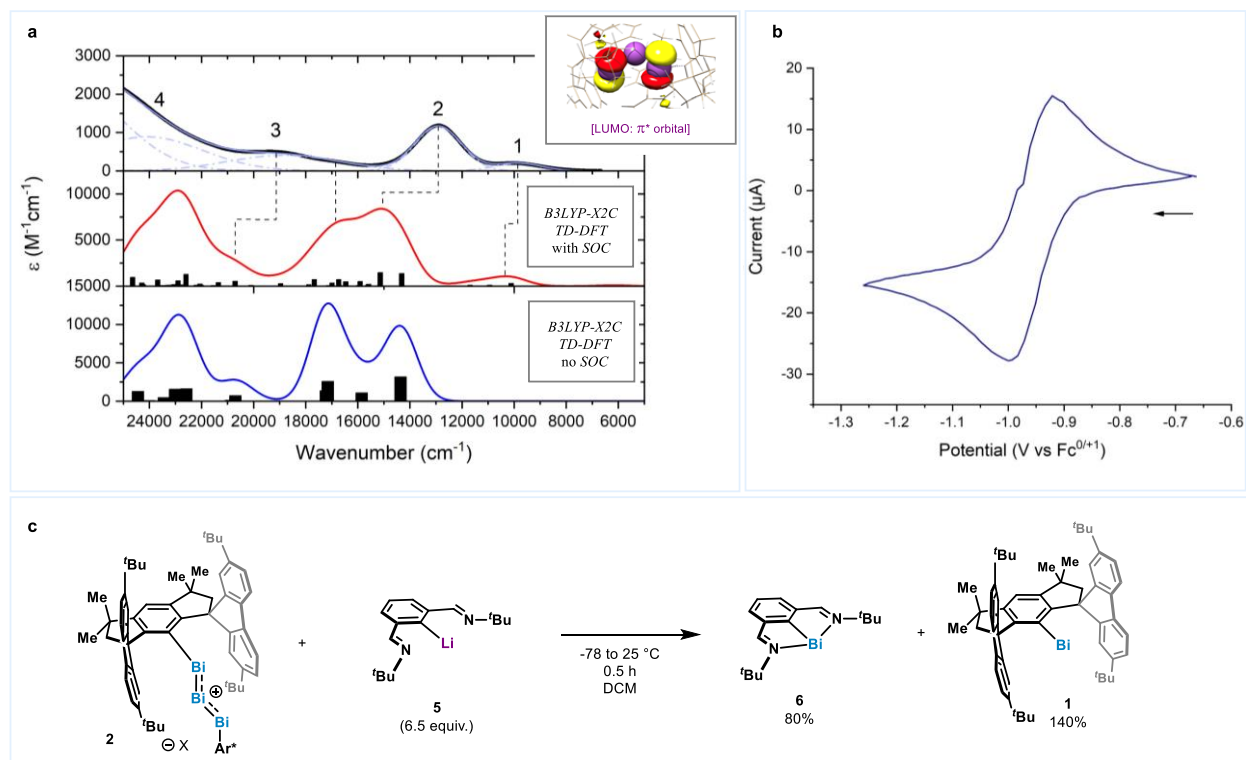 a
3000
2000
1000
0
10000
5000
15000
10000
5000
0
24000 22000 20000 18000 16000 14000 12000 10000 8000 6000
ε (M⁻¹cm⁻¹)
Wavenumber (cm⁻¹)
4
3
2
1
[LUMO: π* orbital]
B3LYP-X2C
TD-DFT
with SOC
B3LYP-X2C
TD-DFT
no SOC
b
20
10
0
-10
-20
-30
-1.3 -1.2 -1.1 -1.0 -0.9 -0.8 -0.7 -0.6
Current (µA)
Potential (V vs Fc⁰/⁺¹)
c
ᵗBu
ᵗBu
Me Me
Me
Me
Bi
ᵗBu
Bi ⊕
Bi
ᵗBu
Ar*
2
⊖ X
+
N ᵗBu
Li
N
ᵗBu
5
(6.5 equiv.)
-78 to 25 °C
0.5 h
DCM
ᵗBu
N
N Bi
ᵗBu
6
80%
+
ᵗBu
ᵗBu
Me Me
Me
Me
Bi
ᵗBu
ᵗBu
1
140%